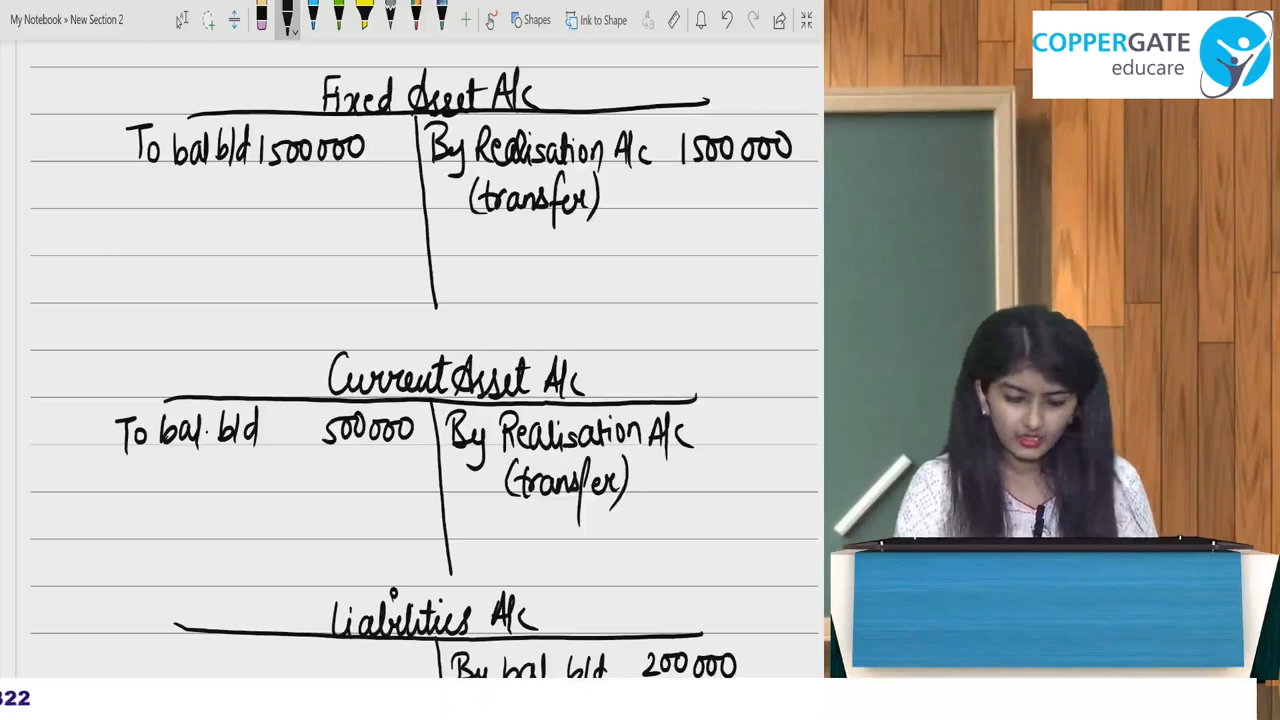 My Notebook » New Section 2
Shapes
Ink to Shape
COPPERGATE
educare
Fixed Asset A/c
To bal b/d 1500000
By Realisation A/c 1500000
(transfer)
Current Asset A/c
To bal. b/d 500000
By Realisation A/c
(transfer)
Liabilities A/c
By bal b/d 200000
322